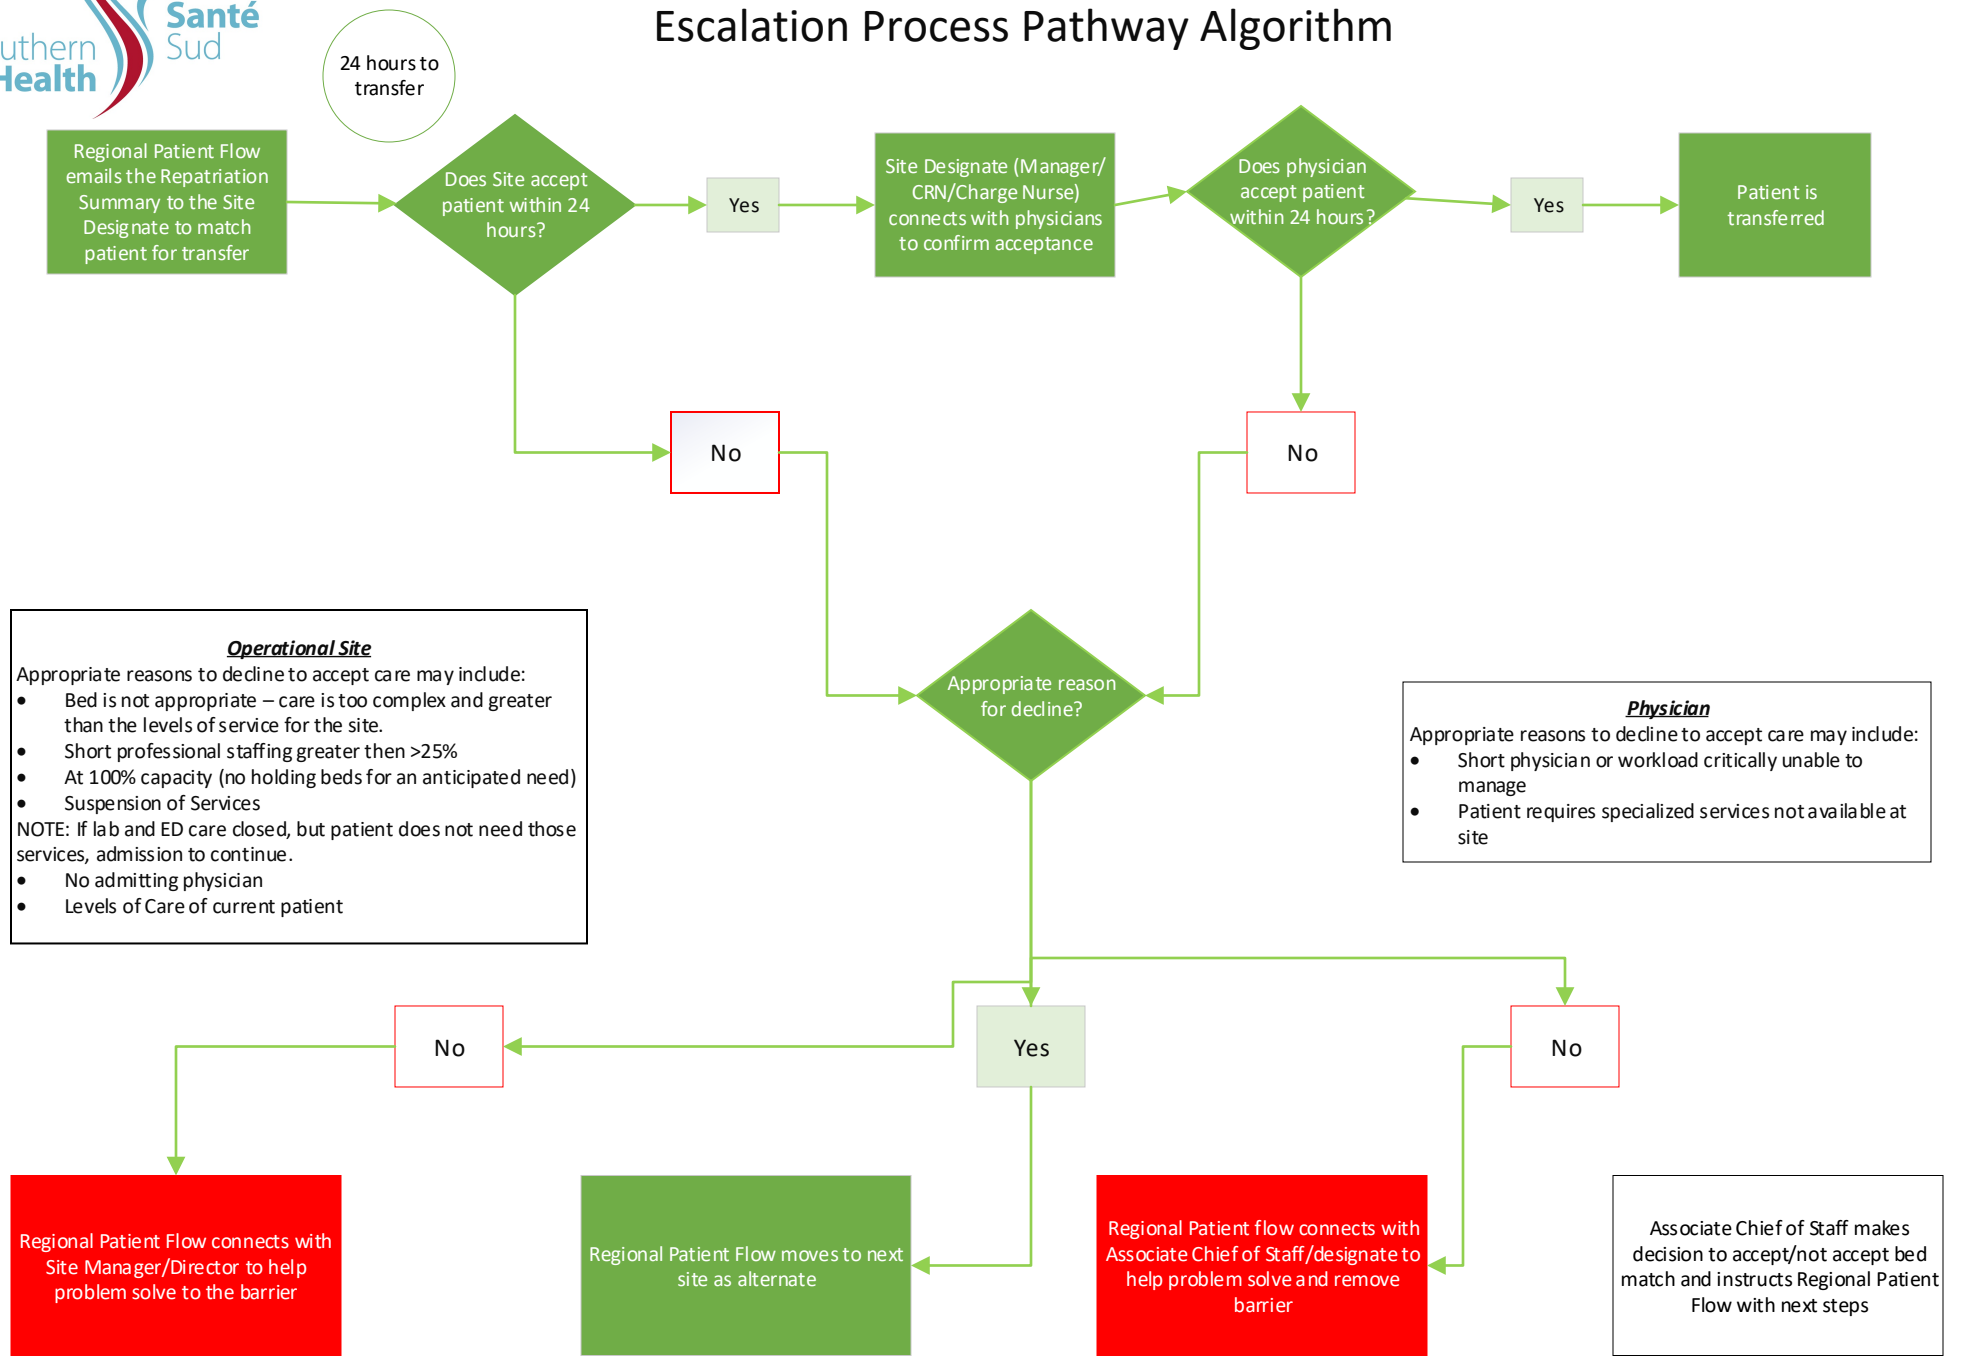 Santé
Sud
uthern
Health
Escalation Process Pathway Algorithm
24 hours to
transfer
Regional Patient Flow
emails the Repatriation
Summary to the Site
Designate to match
patient for transfer
Does Site accept
patient within 24
hours?
Yes
Site Designate (Manager/
CRN/Charge Nurse)
connects with physicians
to confirm acceptance
Does physician
accept patient
within 24 hours?
Yes
Patient is
transferred
No
No
Appropriate reason
for decline?
Operational Site
Appropriate reasons to decline to accept care may include:
• Bed is not appropriate – care is too complex and greater
than the levels of service for the site.
• Short professional staffing greater then >25%
• At 100% capacity (no holding beds for an anticipated need)
• Suspension of Services
NOTE: If lab and ED care closed, but patient does not need those
services, admission to continue.
• No admitting physician
• Levels of Care of current patient
Physician
Appropriate reasons to decline to accept care may include:
• Short physician or workload critically unable to
manage
• Patient requires specialized services not available at
site
No
Yes
No
Regional Patient Flow connects with
Site Manager/Director to help
problem solve to the barrier
Regional Patient Flow moves to next
site as alternate
Regional Patient flow connects with
Associate Chief of Staff/designate to
help problem solve and remove
barrier
Associate Chief of Staff makes
decision to accept/not accept bed
match and instructs Regional Patient
Flow with next steps